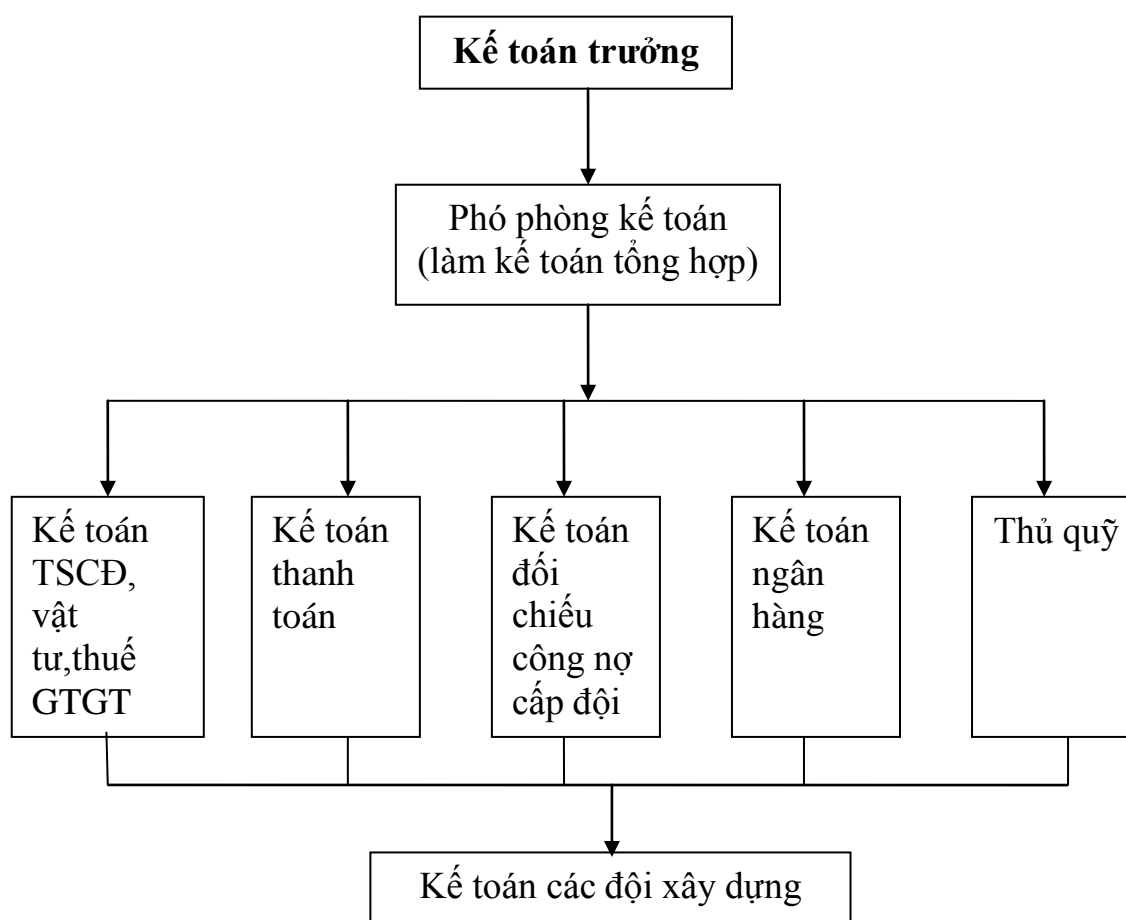 Kế toán trưởng
Phó phòng kế toán
(làm kế toán tổng hợp)
Kế toán
TSCĐ,
vật
tư,thuế
GTGT
Kế toán
thanh
toán
Kế toán
đối
chiếu
công nợ
cấp đội
Kế toán
ngân
hàng
Thủ quỹ
Kế toán các đội xây dựng